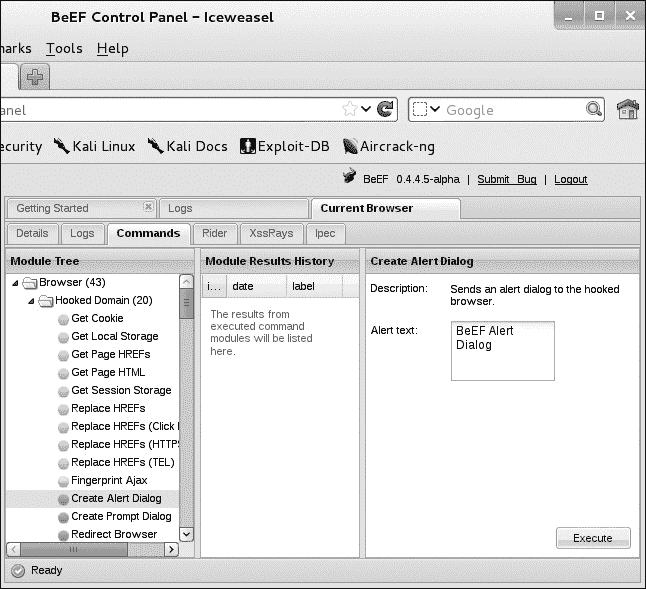 BeEF Control Panel - Iceweasel
marks Tools Help
anel
Google
ecurity Kali Linux Kali Docs Exploit-DB Aircrack-ng
BeEF 0.4.4.5-alpha | Submit Bug | Logout
Getting Started Logs Current Browser
Details Logs Commands Rider XssRays Ipec
Module Tree
Browser (43)
Hooked Domain (20)
Get Cookie
Get Local Storage
Get Page HREFs
Get Page HTML
Get Session Storage
Replace HREFs
Replace HREFs (Click
Replace HREFs (HTTPS
Replace HREFs (TEL)
Fingerprint Ajax
Create Alert Dialog
Create Prompt Dialog
Redirect Browser
Module Results History
i... date label
The results from
executed command
modules will be listed
here.
Create Alert Dialog
Description: Sends an alert dialog to the hooked
browser.
Alert text: BeEF Alert
Dialog
Execute
Ready